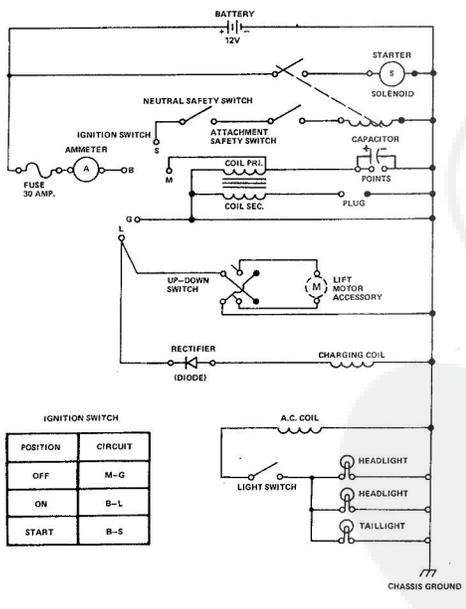 BATTERY
+ −
12V
STARTER
S
SOLENOID
NEUTRAL SAFETY SWITCH
IGNITION SWITCH
S
ATTACHMENT
SAFETY SWITCH
CAPACITOR
+ −
AMMETER
A
B
FUSE
30 AMP.
M
COIL PRI.
POINTS
COIL SEC.
PLUG
G
L
UP-DOWN
SWITCH
M
LIFT
MOTOR
ACCESSORY
RECTIFIER
(DIODE)
CHARGING COIL
IGNITION SWITCH
POSITION CIRCUIT
OFF M–G
ON B–L
START B–S
A.C. COIL
LIGHT SWITCH
HEADLIGHT
HEADLIGHT
TAILLIGHT
CHASSIS GROUND